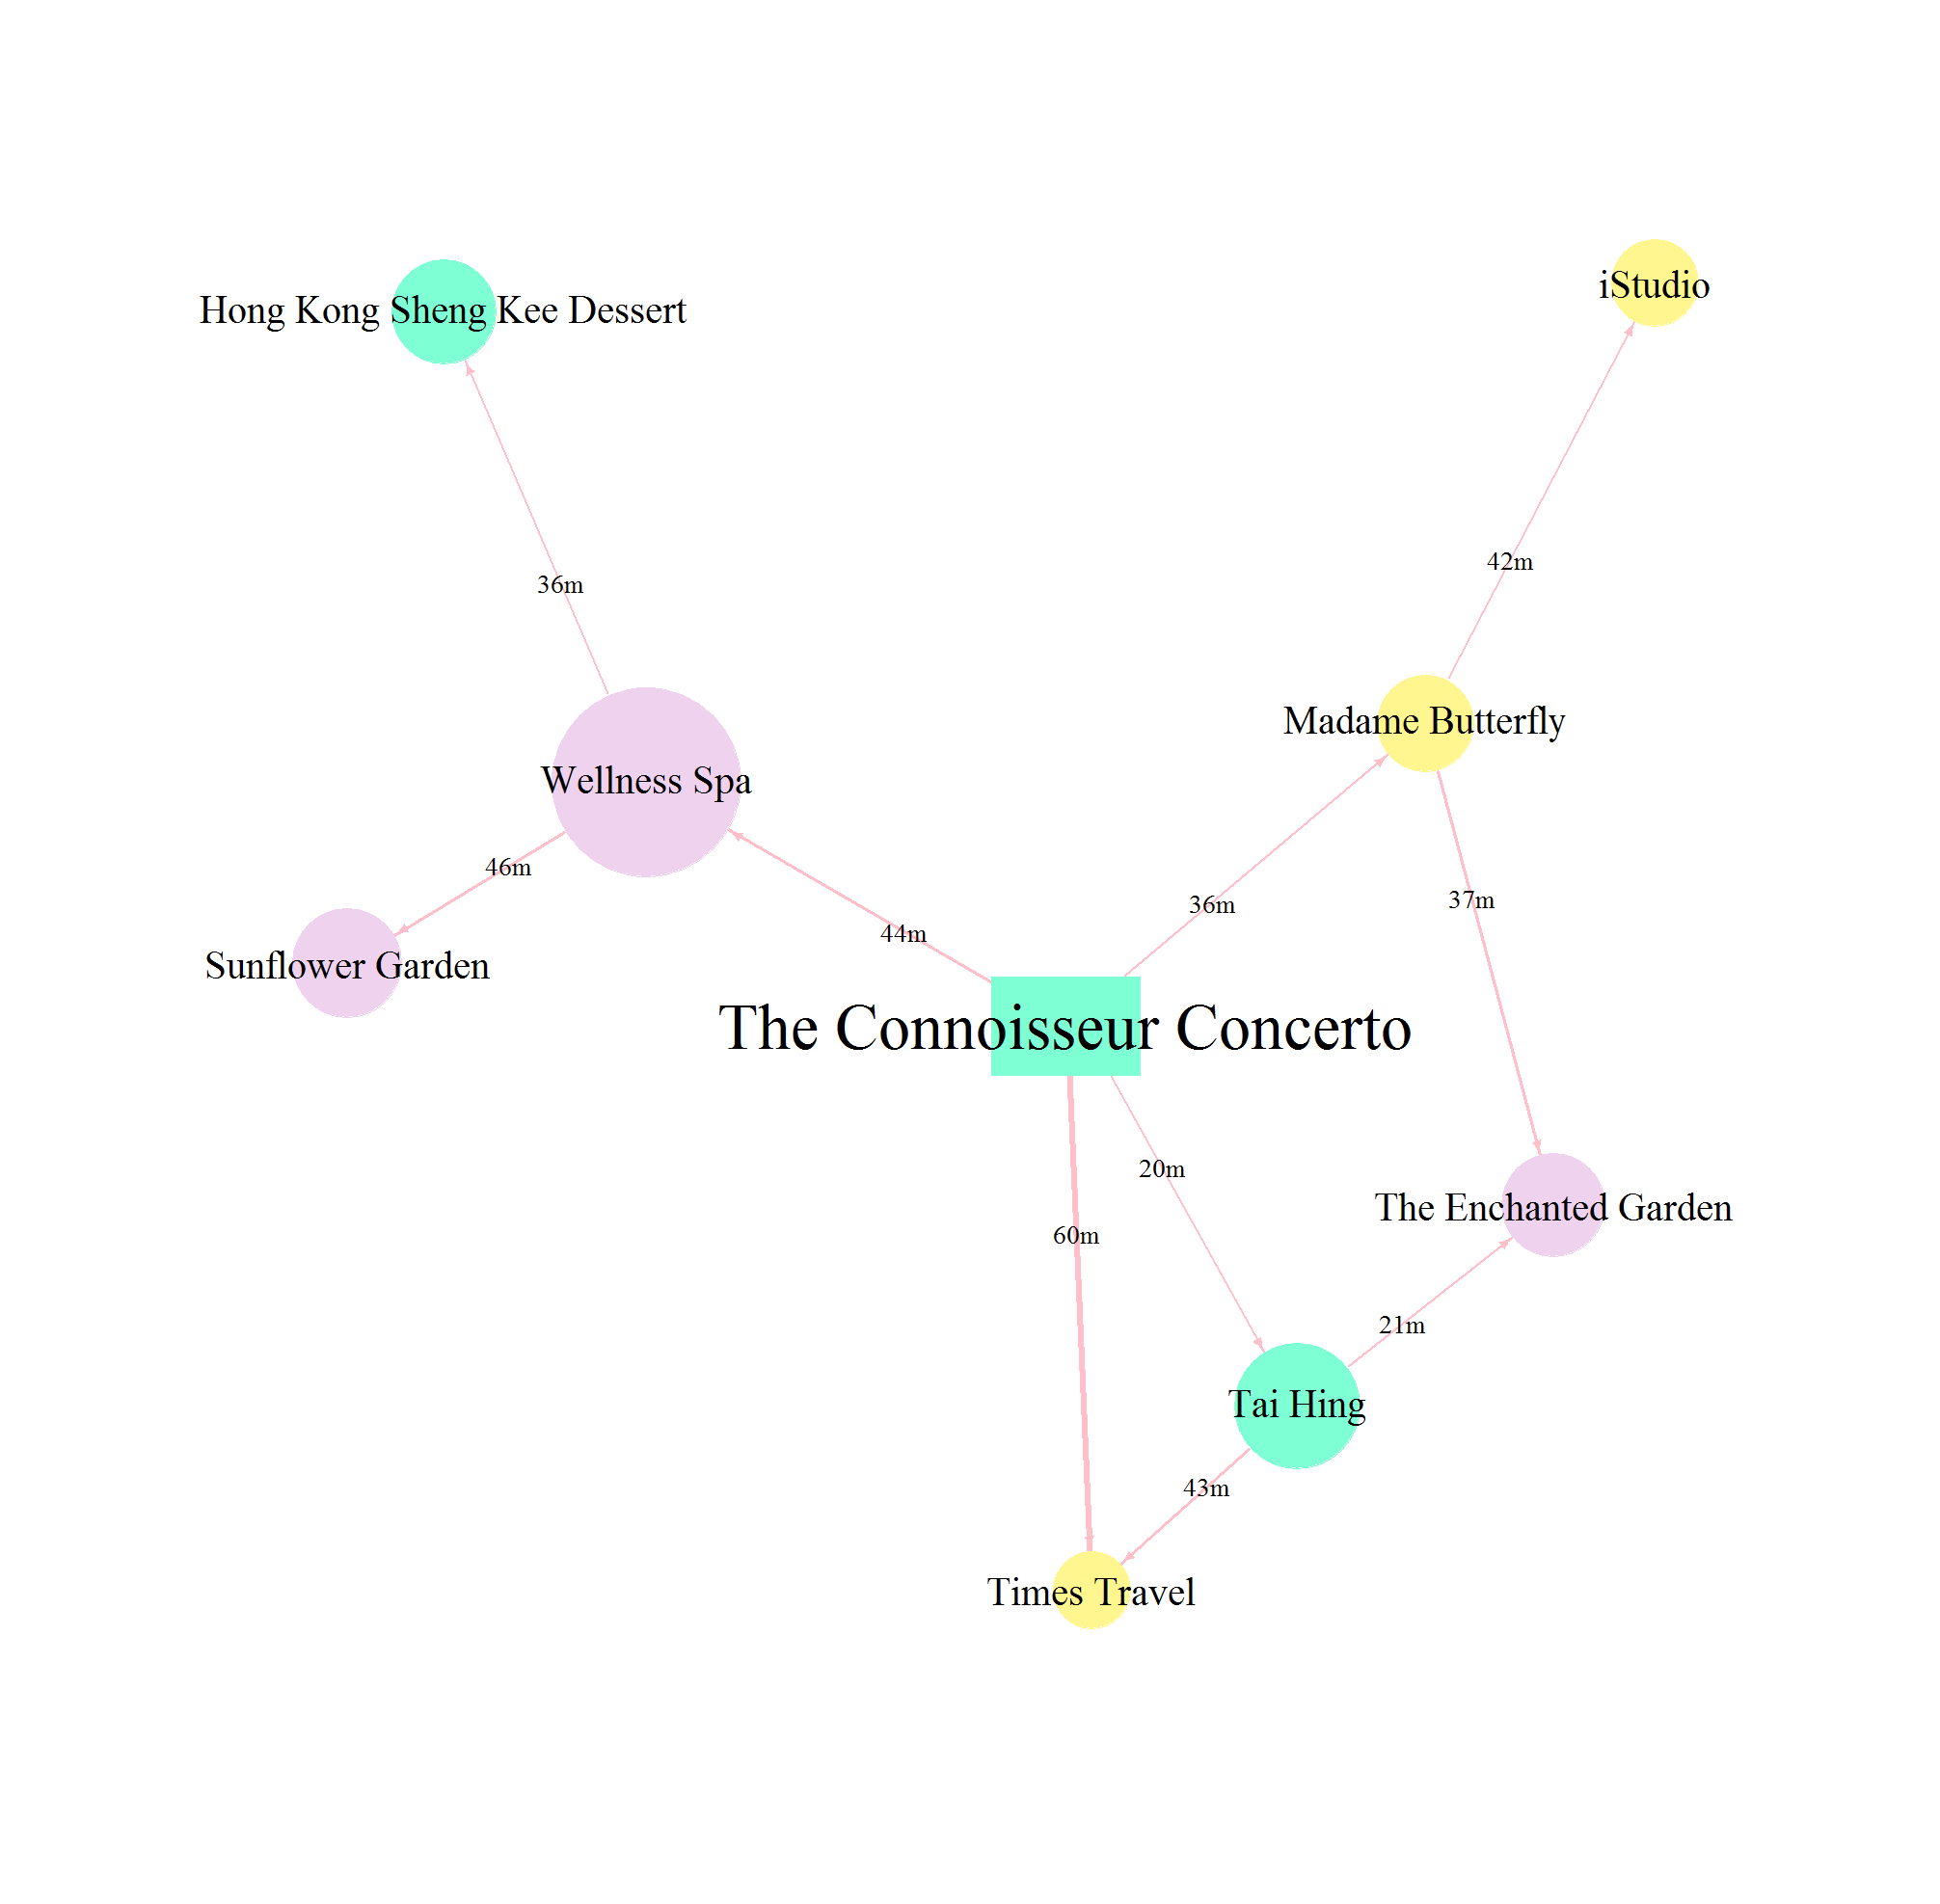 iStudio
Hong Kong Sheng Kee Dessert
42m
36m
Madame Butterfly
Wellness Spa
46m
37m
36m
44m
Sunflower Garden
The Connoisseur Concerto
20m
The Enchanted Garden
60m
21m
Tai Hing
43m
Times Travel